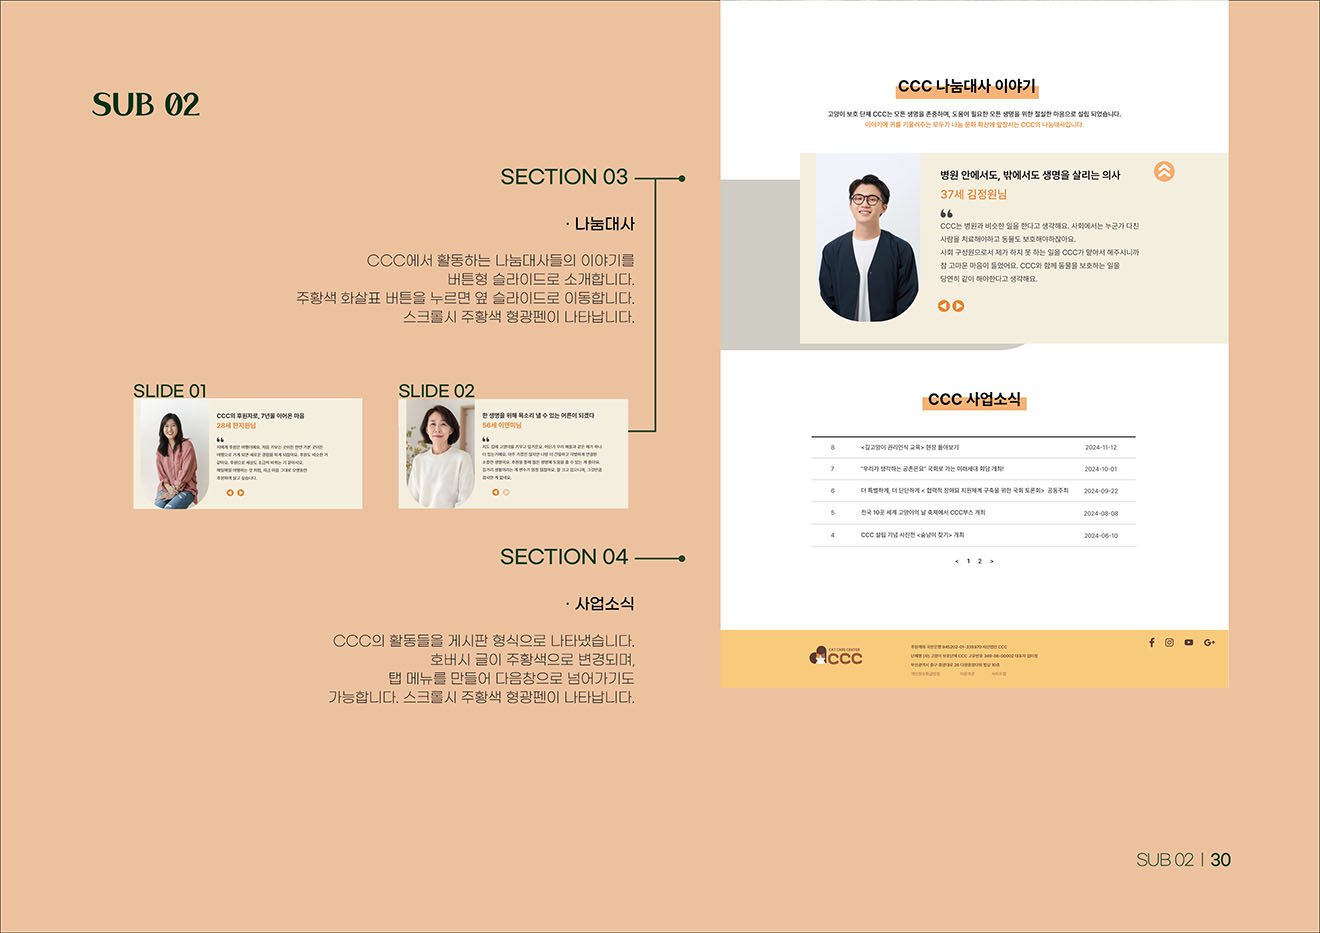 SUB 02
SECTION 03
· 나눔대사
CCC에서 활동하는 나눔대사들의 이야기를
버튼형 슬라이드로 소개합니다.
주황색 화살표 버튼을 누르면 옆 슬라이드로 이동합니다.
스크롤시 주황색 형광펜이 나타납니다.
SLIDE 01
CCC의 후원자로, 7년을 이어온 마음
28세 한지원님
SLIDE 02
한 생명을 위해 목소리 낼 수 있는 어른이 되겠다
56세 이연미님
SECTION 04
· 사업소식
CCC의 활동들을 게시판 형식으로 나타냈습니다.
호버시 글이 주황색으로 변경되며,
탭 메뉴를 만들어 다음창으로 넘어가기도
가능합니다. 스크롤시 주황색 형광펜이 나타납니다.
CCC 나눔대사 이야기
고양이 보호 단체 CCC는 모든 생명을 존중하며, 도움이 필요한 모든 생명을 위한 절실한 마음으로 설립 되었습니다.
이야기에 귀를 기울여주는 모두가 나눔 문화 확산에 앞장서는 CCC의 나눔대사입니다.
병원 안에서도, 밖에서도 생명을 살리는 의사
37세 김정원님
CCC는 병원과 비슷한 일을 한다고 생각해요. 사회에서는 누군가 다친
사람을 치료해야하고 동물도 보호해야하잖아요.
사회 구성원으로서 제가 하지 못 하는 일을 CCC가 맡아서 해주시니까
참 고마운 마음이 들었어요. CCC와 함께 동물을 보호하는 일을
당연히 같이 해야한다고 생각해요.
CCC 사업소식
8 <길고양이 권리인식 교육> 현장 돌아보기 2024-11-12
7 "우리가 생각하는 공존은요" 국회로 가는 미래세대 회담 개최! 2024-10-01
6 더 특별하게, 더 단단하게 < 협력적 장애묘 지원체계 구축을 위한 국회 토론회> 공동주최 2024-09-22
5 전국 10곳 세계 고양이의 날 축제에서 CCC부스 개최 2024-08-08
4 CCC 설립 기념 사진전 <숨냥이 찾기> 개최 2024-06-10
< 1 2 >
CAT CARE CENTER
CCC
SUB 02 | 30